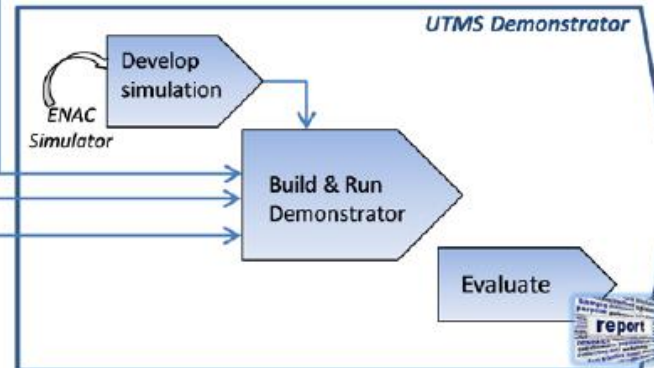 UTMS Demonstrator
Develop
simulation
ENAC
Simulator
Build & Run
Demonstrator
Evaluate
report